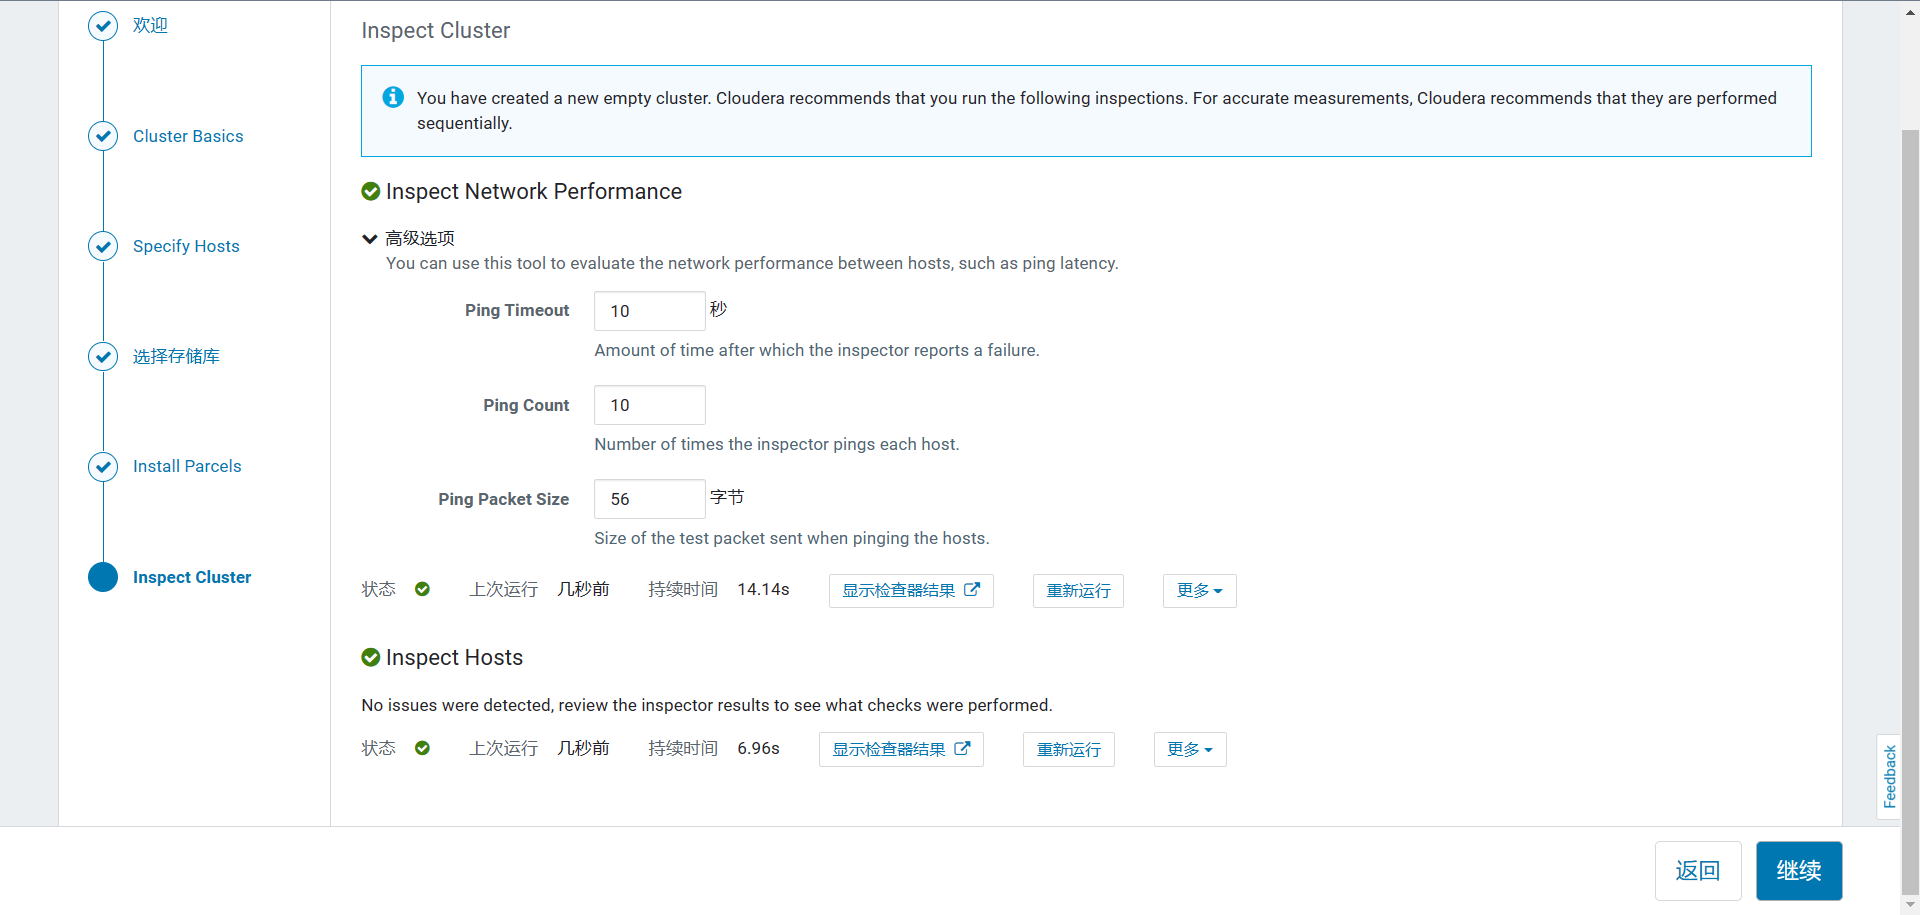 欢迎
Cluster Basics
Specify Hosts
选择存储库
Install Parcels
Inspect Cluster
Inspect Cluster
You have created a new empty cluster. Cloudera recommends that you run the following inspections. For accurate measurements, Cloudera recommends that they are performed
sequentially.
Inspect Network Performance
高级选项
You can use this tool to evaluate the network performance between hosts, such as ping latency.
Ping Timeout 10 秒
Amount of time after which the inspector reports a failure.
Ping Count 10
Number of times the inspector pings each host.
Ping Packet Size 56 字节
Size of the test packet sent when pinging the hosts.
状态 上次运行 几秒前 持续时间 14.14s 显示检查器结果 重新运行 更多
Inspect Hosts
No issues were detected, review the inspector results to see what checks were performed.
状态 上次运行 几秒前 持续时间 6.96s 显示检查器结果 重新运行 更多
Feedback
返回 继续